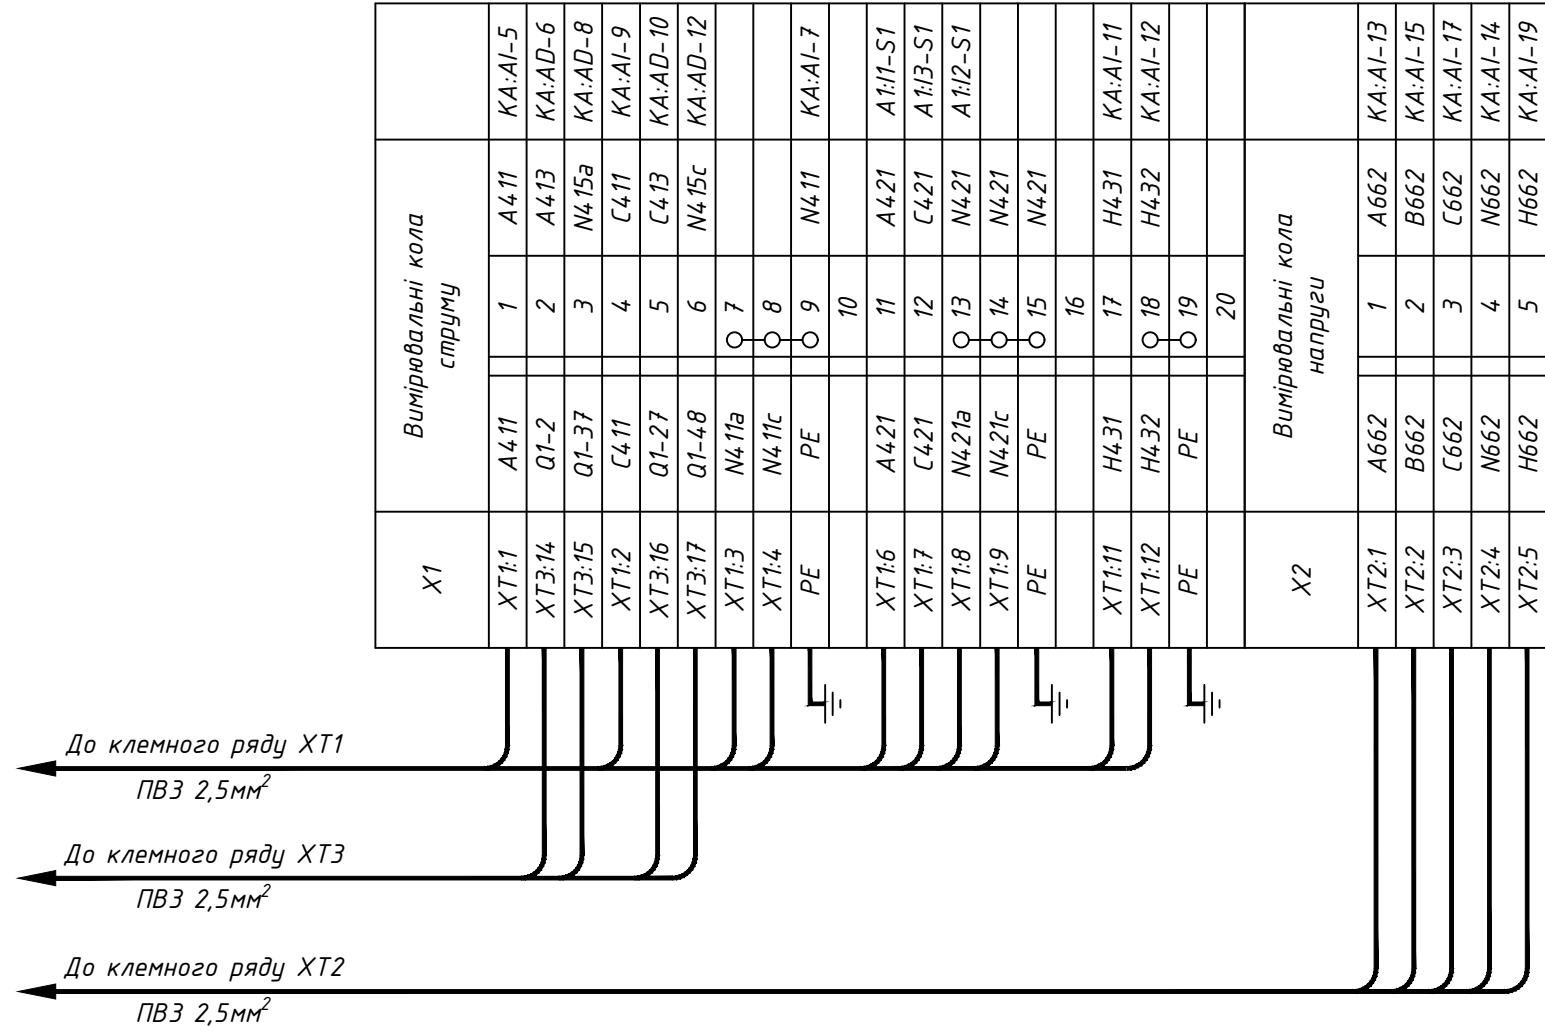 KA:AI-5
KA:AD-6
KA:AD-8
KA:AI-9
KA:AD-10
KA:AD-12
KA:AI-7
A1:I1-S1
A1:I3-S1
A1:I2-S1
KA:AI-11
KA:AI-12
KA:AI-13
KA:AI-15
KA:AI-17
KA:AI-14
KA:AI-19
Вимірювальні кола
струму
A411
A413
N415a
C411
C413
N415c
N411
A421
C421
N421
N421
N421
H431
H432
Вимірювальні кола
напруги
A662
B662
C662
N662
H662
1
2
3
4
5
6
7
8
9
10
11
12
13
14
15
16
17
18
19
20
1
2
3
4
5
A411
Q1-2
Q1-37
C411
Q1-27
Q1-48
N411a
N411c
PE
A421
C421
N421a
N421c
PE
H431
H432
PE
A662
B662
C662
N662
H662
X1
XT1:1
XT3:14
XT3:15
XT1:2
XT3:16
XT3:17
XT1:3
XT1:4
PE
XT1:6
XT1:7
XT1:8
XT1:9
PE
XT1:11
XT1:12
PE
X2
XT2:1
XT2:2
XT2:3
XT2:4
XT2:5
До клемного ряду XT1
ПВ3 2,5мм²
До клемного ряду XT3
ПВ3 2,5мм²
До клемного ряду XT2
ПВ3 2,5мм²